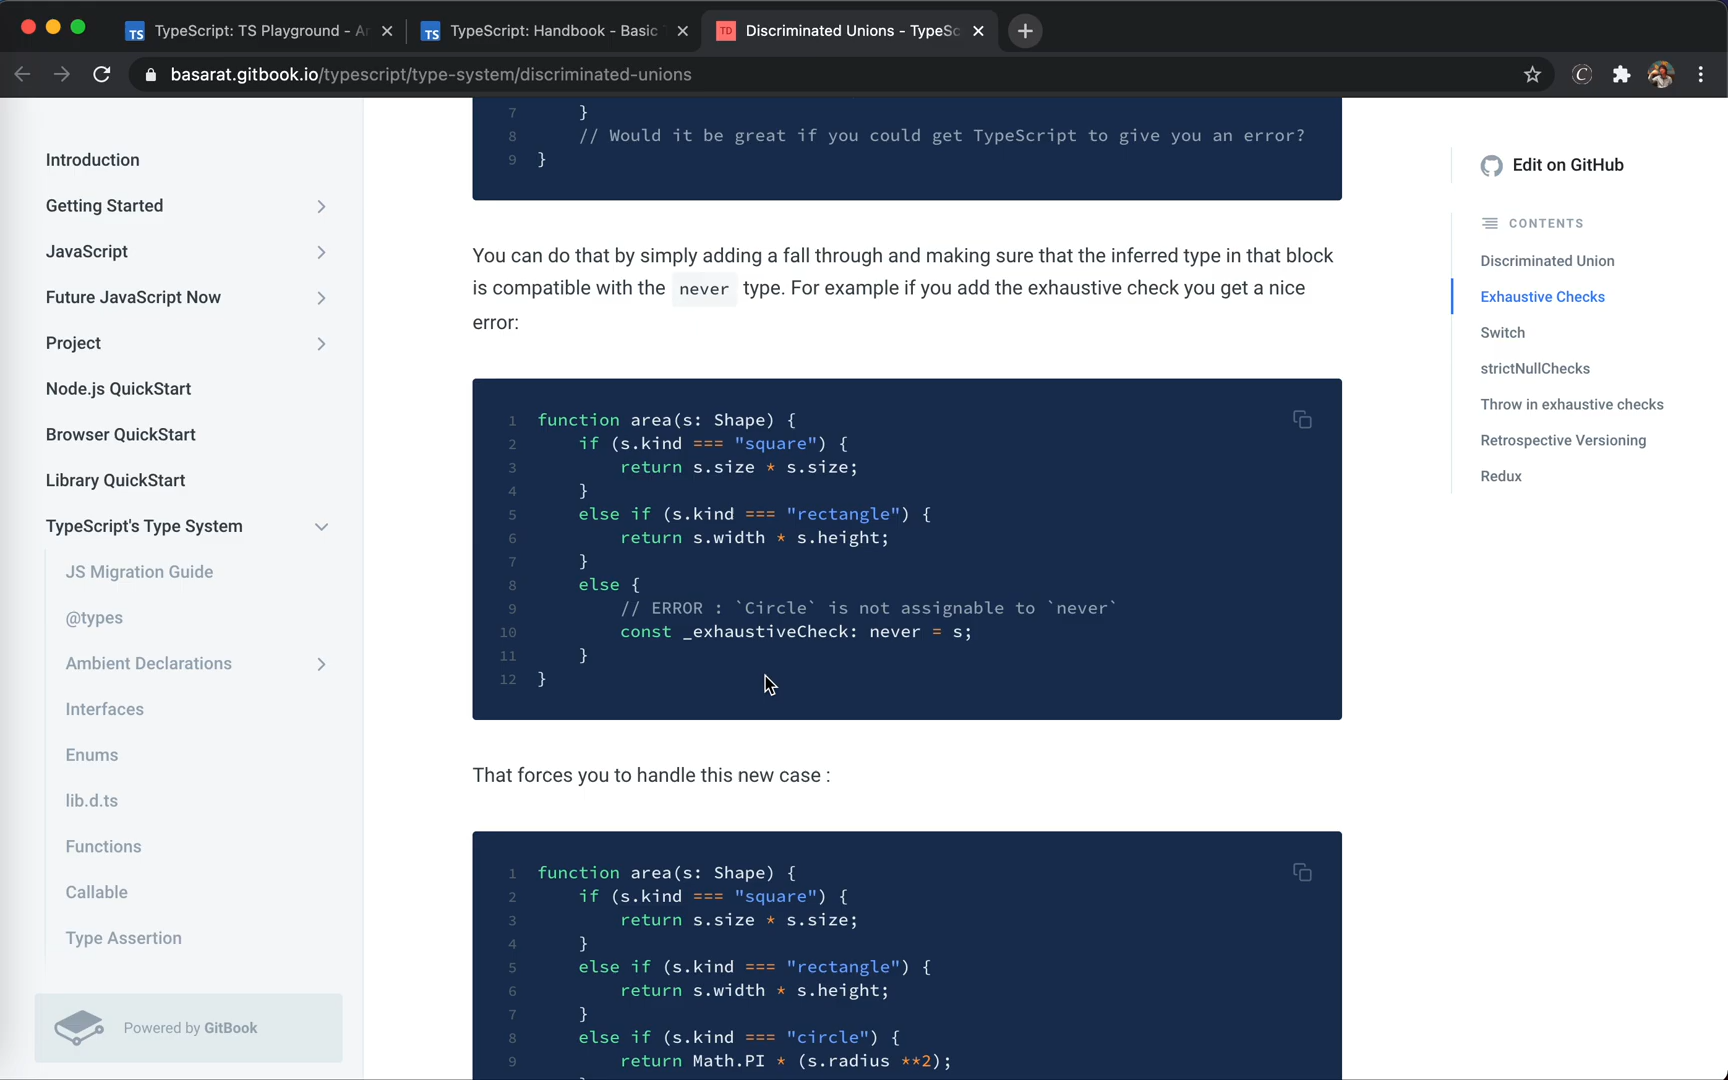 TypeScript: TS Playground - A
TypeScript: Handbook - Basic
Discriminated Unions - TypeSc
basarat.gitbook.io/typescript/type-system/discriminated-unions
Introduction
Getting Started
JavaScript
Future JavaScript Now
Project
Node.js QuickStart
Browser QuickStart
Library QuickStart
TypeScript's Type System
JS Migration Guide
@types
Ambient Declarations
Interfaces
Enums
lib.d.ts
Functions
Callable
Type Assertion
Powered by GitBook
7 }
8 // Would it be great if you could get TypeScript to give you an error?
9 }
You can do that by simply adding a fall through and making sure that the inferred type in that block
is compatible with the never type. For example if you add the exhaustive check you get a nice
error:
1 function area(s: Shape) {
2 if (s.kind === "square") {
3 return s.size * s.size;
4 }
5 else if (s.kind === "rectangle") {
6 return s.width * s.height;
7 }
8 else {
9 // ERROR : `Circle` is not assignable to `never`
10 const _exhaustiveCheck: never = s;
11 }
12 }
That forces you to handle this new case :
1 function area(s: Shape) {
2 if (s.kind === "square") {
3 return s.size * s.size;
4 }
5 else if (s.kind === "rectangle") {
6 return s.width * s.height;
7 }
8 else if (s.kind === "circle") {
9 return Math.PI * (s.radius **2);
Edit on GitHub
CONTENTS
Discriminated Union
Exhaustive Checks
Switch
strictNullChecks
Throw in exhaustive checks
Retrospective Versioning
Redux